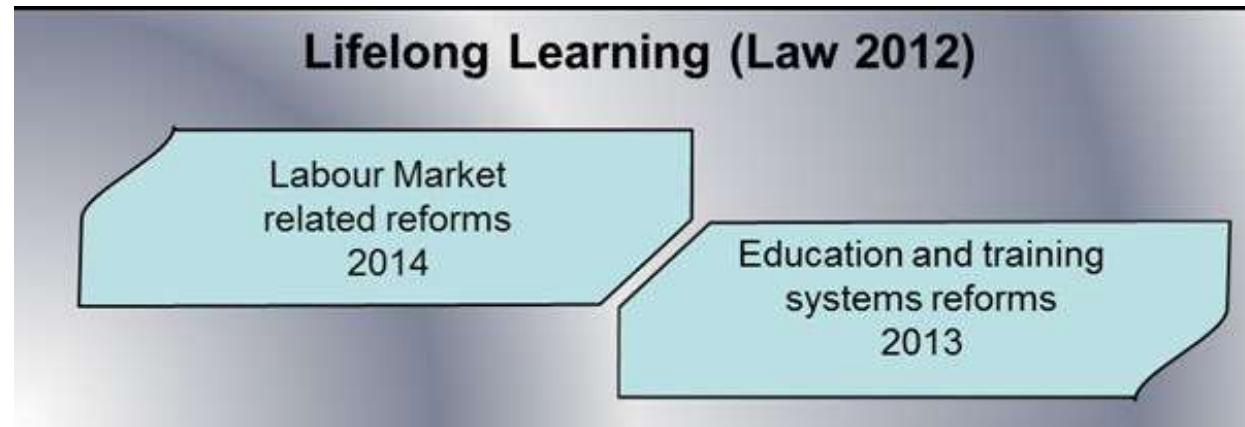 Lifelong Learning (Law 2012)
Labour Market
related reforms
2014
Education and training
systems reforms
2013